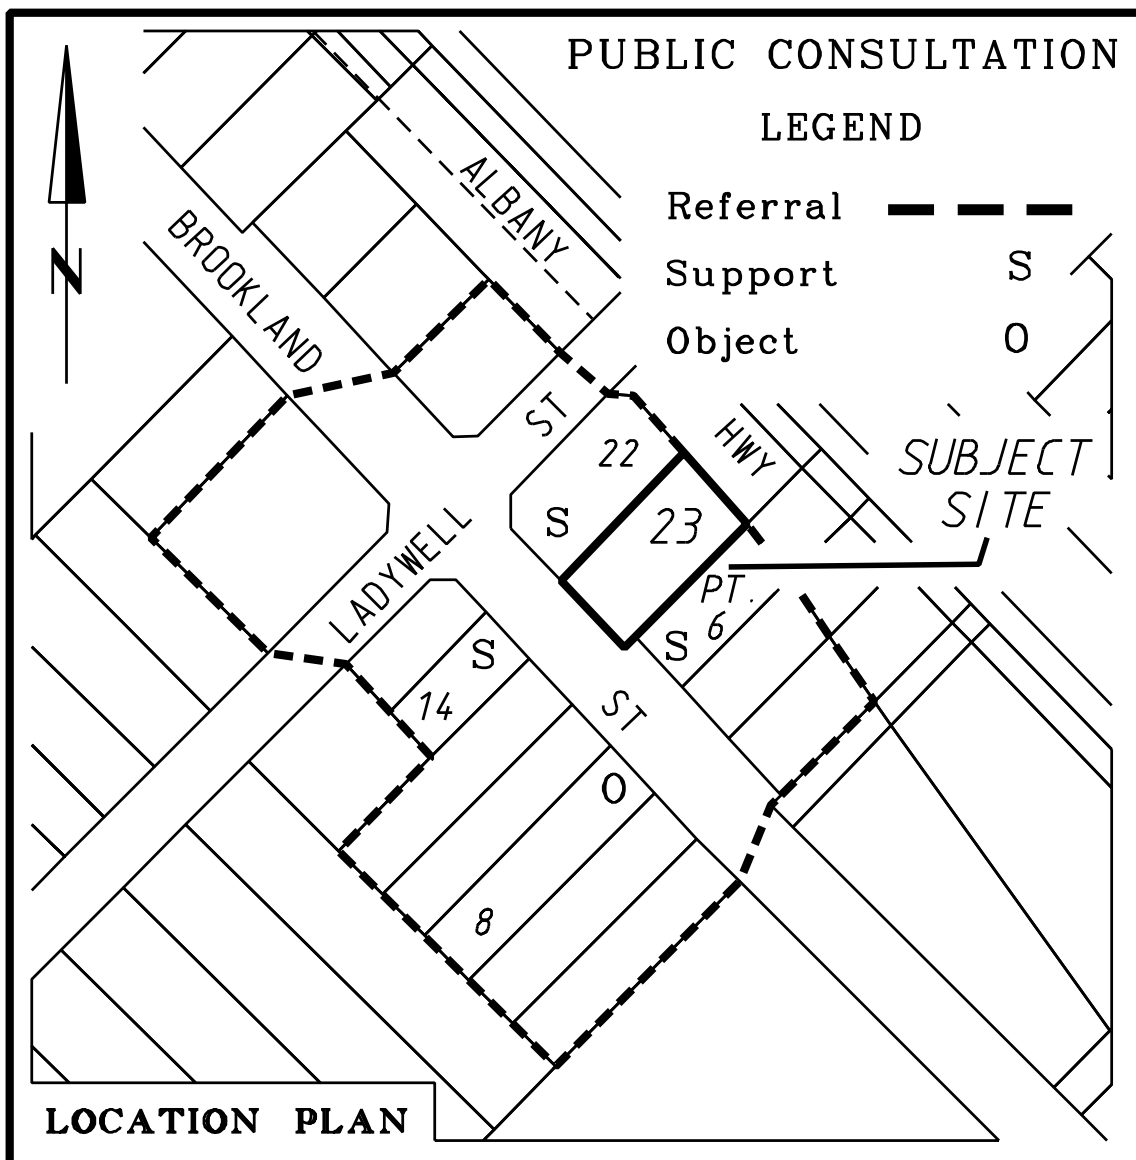 PUBLIC CONSULTATION
LEGEND
Referral
Support S
Object O
N
ALBANY
HWY
BROOKLAND
ST
22
S
23
SUBJECT
SITE
PT.
6
S
LADYWELL
ST
S
14
O
8
LOCATION PLAN